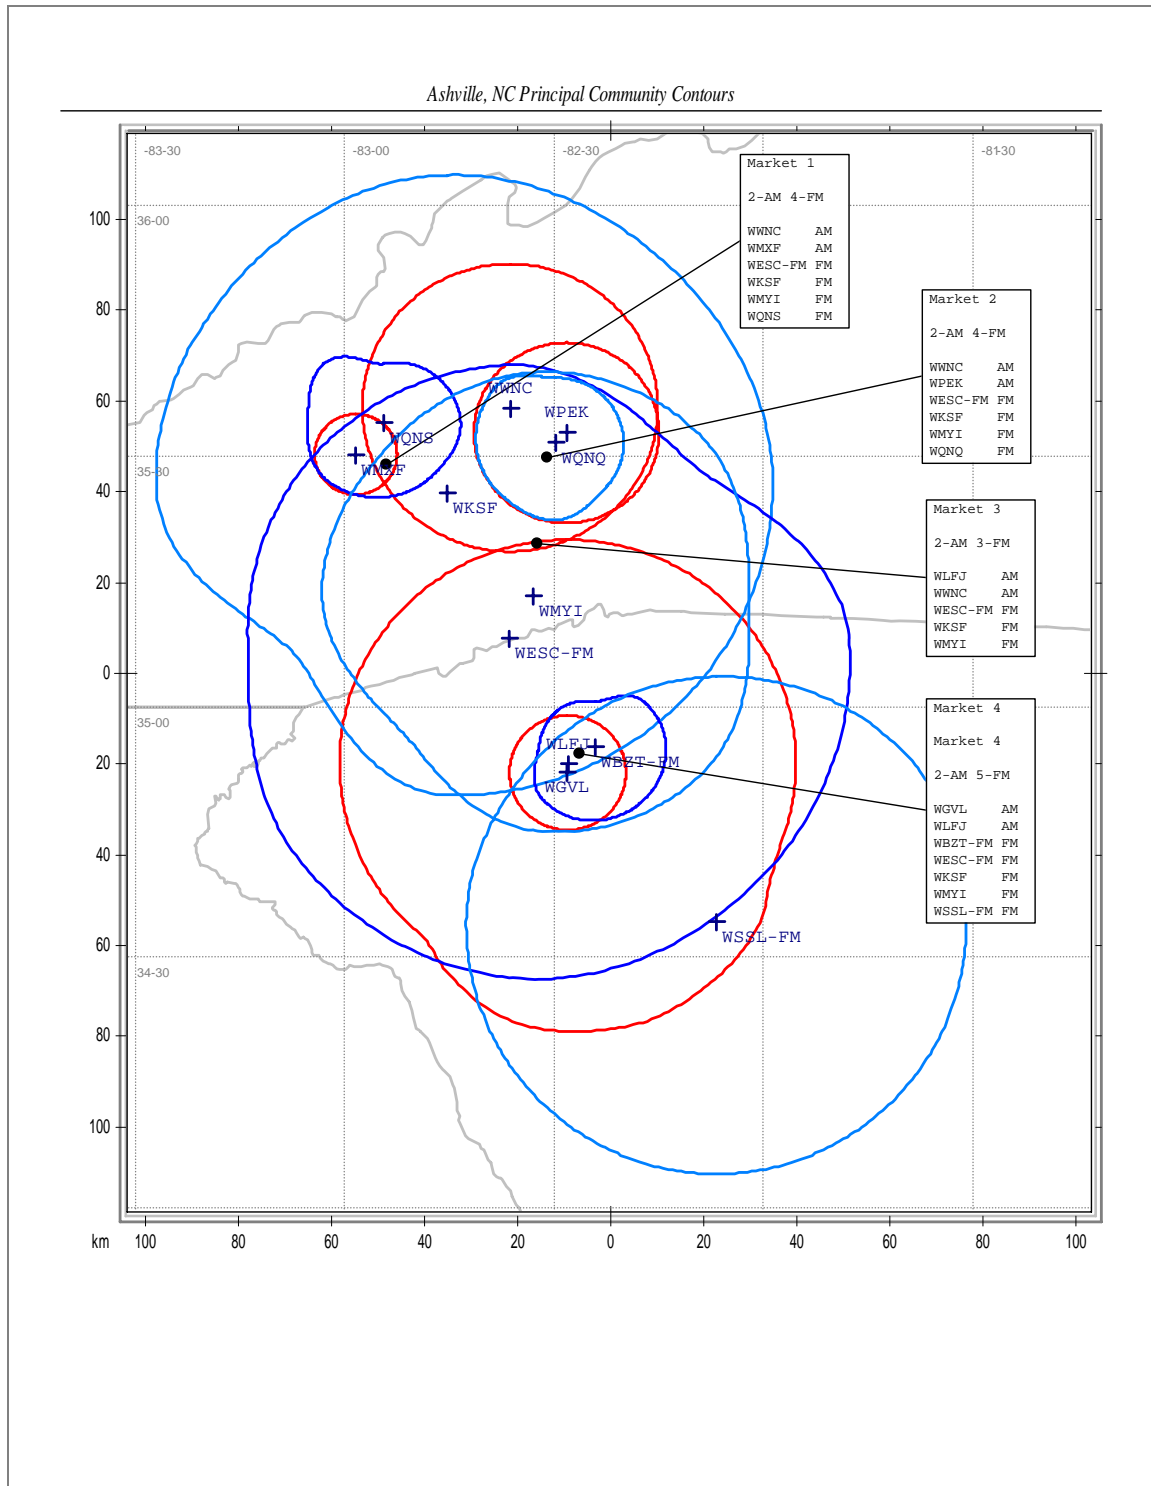 Ashville, NC Principal Community Contours
-83-30 -83-00 -82-30 -81-30
Market 1
2-AM 4-FM
WWNC AM
WMXF AM
WESC-FM FM
WKSF FM
WMYI FM
WQNS FM
100
36-00
Market 2
2-AM 4-FM
WWNC AM
WPEK AM
WESC-FM FM
WKSF FM
WMYI FM
WQNQ FM
80
60
WWNC
WPEK
WQNS
WQNQ
WMXF
35-30
40
WKSF
Market 3
2-AM 3-FM
WLFJ AM
WWNC AM
WESC-FM FM
WKSF FM
WMYI FM
20
WMYI
WESC-FM
0
35-00
Market 4
Market 4
2-AM 5-FM
WGVL AM
WLFJ AM
WBZT-FM FM
WESC-FM FM
WKSF FM
WMYI FM
WSSL-FM FM
WLFJ
WBZT-FM
20
WGVL
40
WSSL-FM
60
34-30
80
100
km 100 80 60 40 20 0 20 40 60 80 100